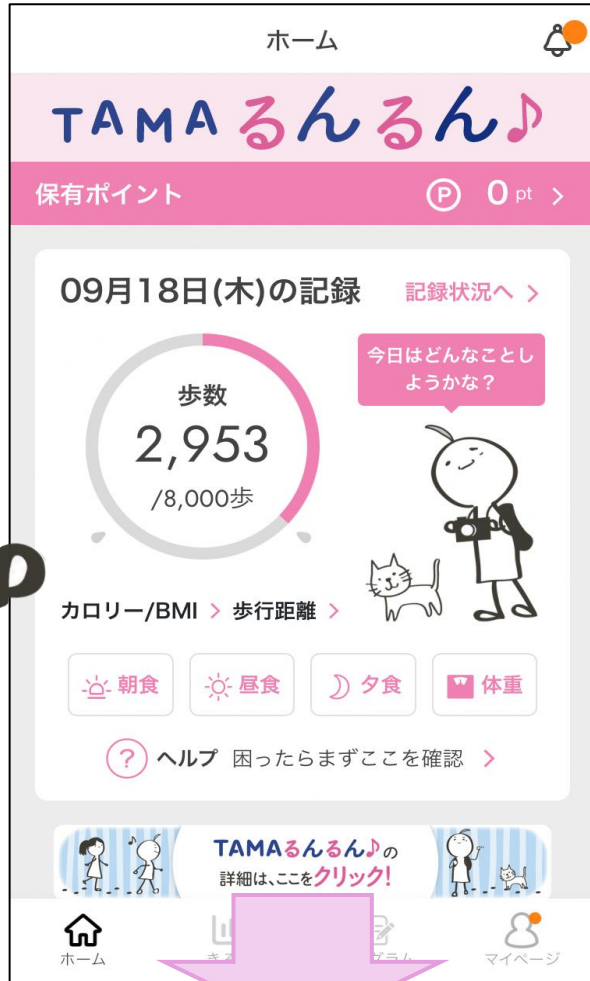 ホーム
TAMAるんるん♪
保有ポイント P 0 pt >
09月18日(木)の記録 記録状況へ >
今日はどんなことし
ようかな？
歩数
2,953
/8,000歩
カロリー/BMI > 歩行距離 >
朝食 昼食 夕食 体重
? ヘルプ 困ったらまずここを確認 >
TAMAるんるん♪の
詳細は、ここをクリック!
ホーム マイページ